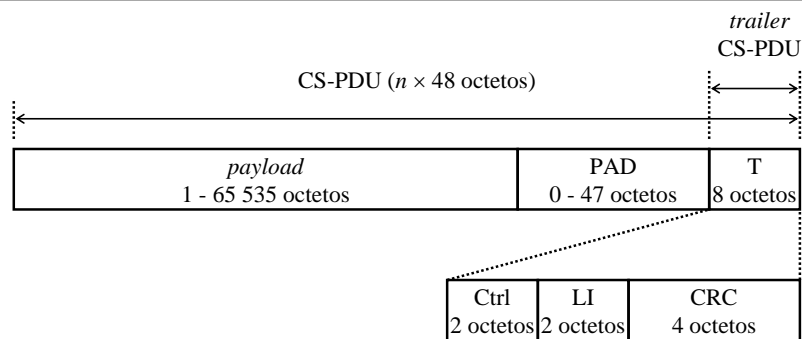 trailer
CS-PDU
CS-PDU (n × 48 octetos)
payload
1 - 65 535 octetos
PAD
0 - 47 octetos
T
8 octetos
Ctrl
2 octetos
LI
2 octetos
CRC
4 octetos